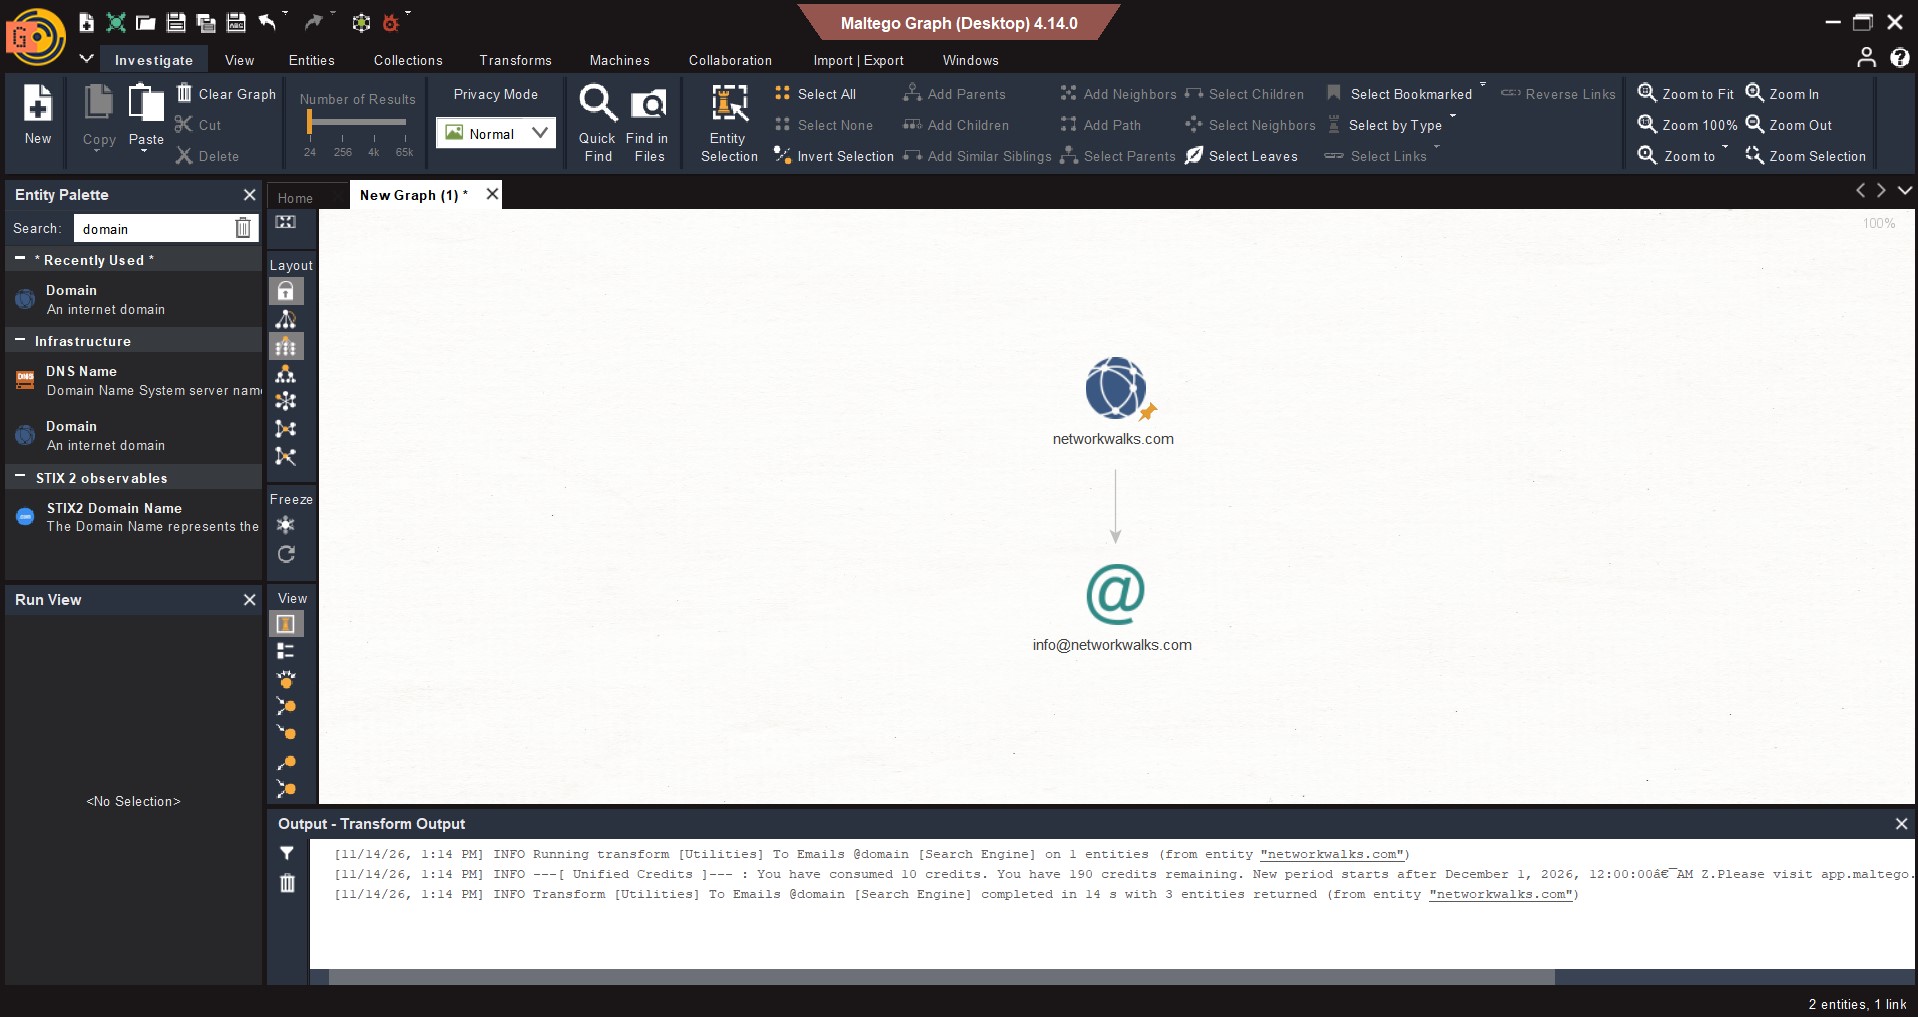 Maltego Graph (Desktop) 4.14.0
Investigate View Entities Collections Transforms Machines Collaboration Import | Export Windows
New
Copy
Paste
Clear Graph
Cut
Delete
Number of Results
24 256 4k 65k
Privacy Mode
Normal
Quick Find
Find in Files
Entity Selection
Select All
Select None
Invert Selection
Add Parents
Add Children
Add Similar Siblings
Add Neighbors
Add Path
Select Parents
Select Children
Select Neighbors
Select Leaves
Select Bookmarked
Select by Type
Select Links
Reverse Links
Zoom to Fit
Zoom 100%
Zoom to
Zoom In
Zoom Out
Zoom Selection
Entity Palette
Search: domain
* Recently Used *
Domain
An internet domain
Infrastructure
DNS Name
Domain Name System server nam
Domain
An internet domain
STIX 2 observables
STIX2 Domain Name
The Domain Name represents the
Run View
<No Selection>
Home
New Graph (1) *
Layout
Freeze
View
100%
networkwalks.com
@
info@networkwalks.com
Output - Transform Output
[11/14/26, 1:14 PM] INFO Running transform [Utilities] To Emails @domain [Search Engine] on 1 entities (from entity "networkwalks.com")
[11/14/26, 1:14 PM] INFO ---[ Unified Credits ]--- : You have consumed 10 credits. You have 190 credits remaining. New period starts after December 1, 2026, 12:00:00â€¯AM Z.Please visit app.maltego.
[11/14/26, 1:14 PM] INFO Transform [Utilities] To Emails @domain [Search Engine] completed in 14 s with 3 entities returned (from entity "networkwalks.com")
2 entities, 1 link